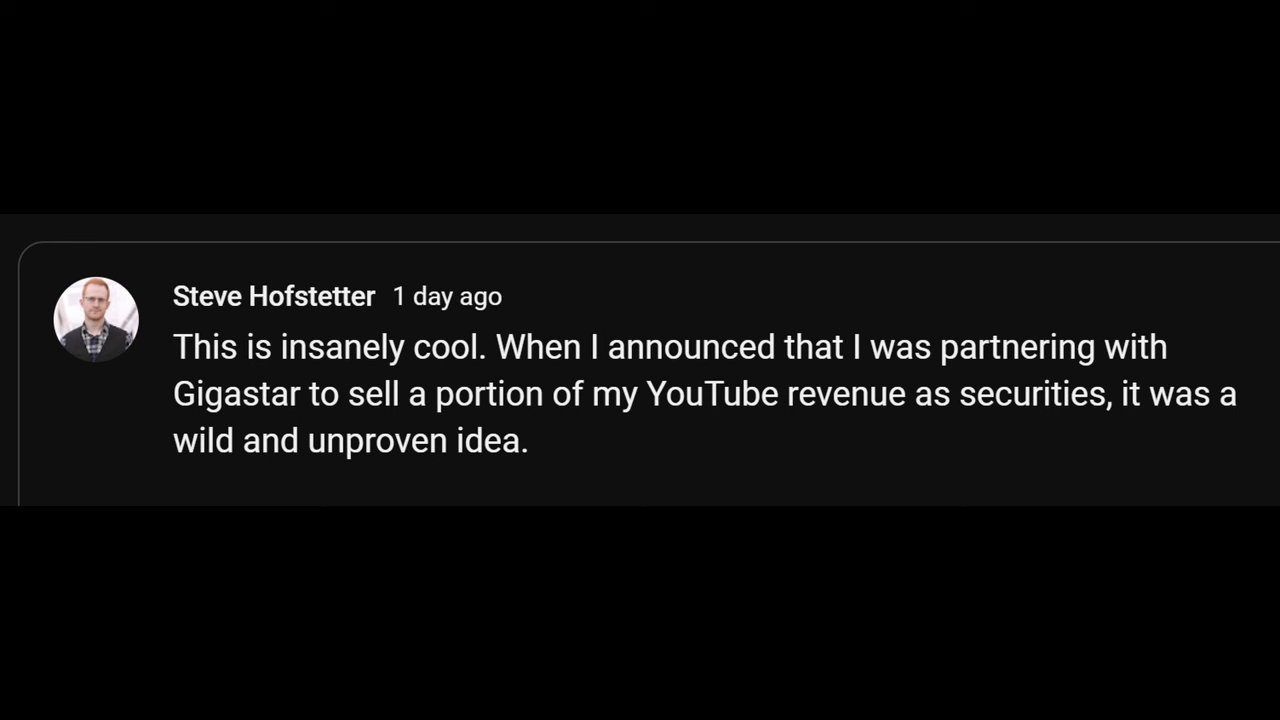 Steve Hofstetter 1 day ago
This is insanely cool. When I announced that I was partnering with
Gigastar to sell a portion of my YouTube revenue as securities, it was a
wild and unproven idea.